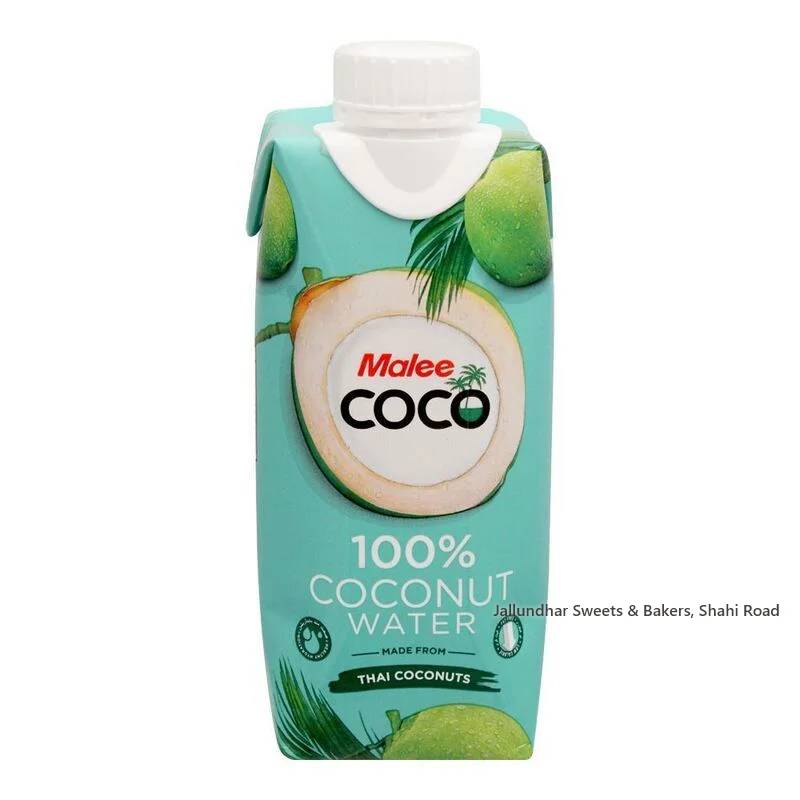 Malee
COCO
100%
COCONUT
WATER
MADE FROM
THAI COCONUTS
Jallundhar Sweets & Bakers, Shahi Road